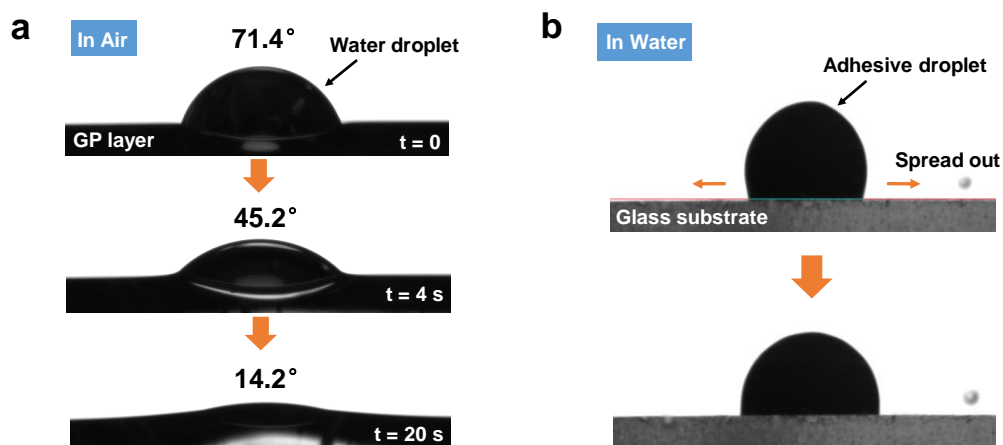 a
In Air
71.4°
Water droplet
GP layer
t = 0
45.2°
t = 4 s
14.2°
t = 20 s
b
In Water
Adhesive droplet
Spread out
Glass substrate